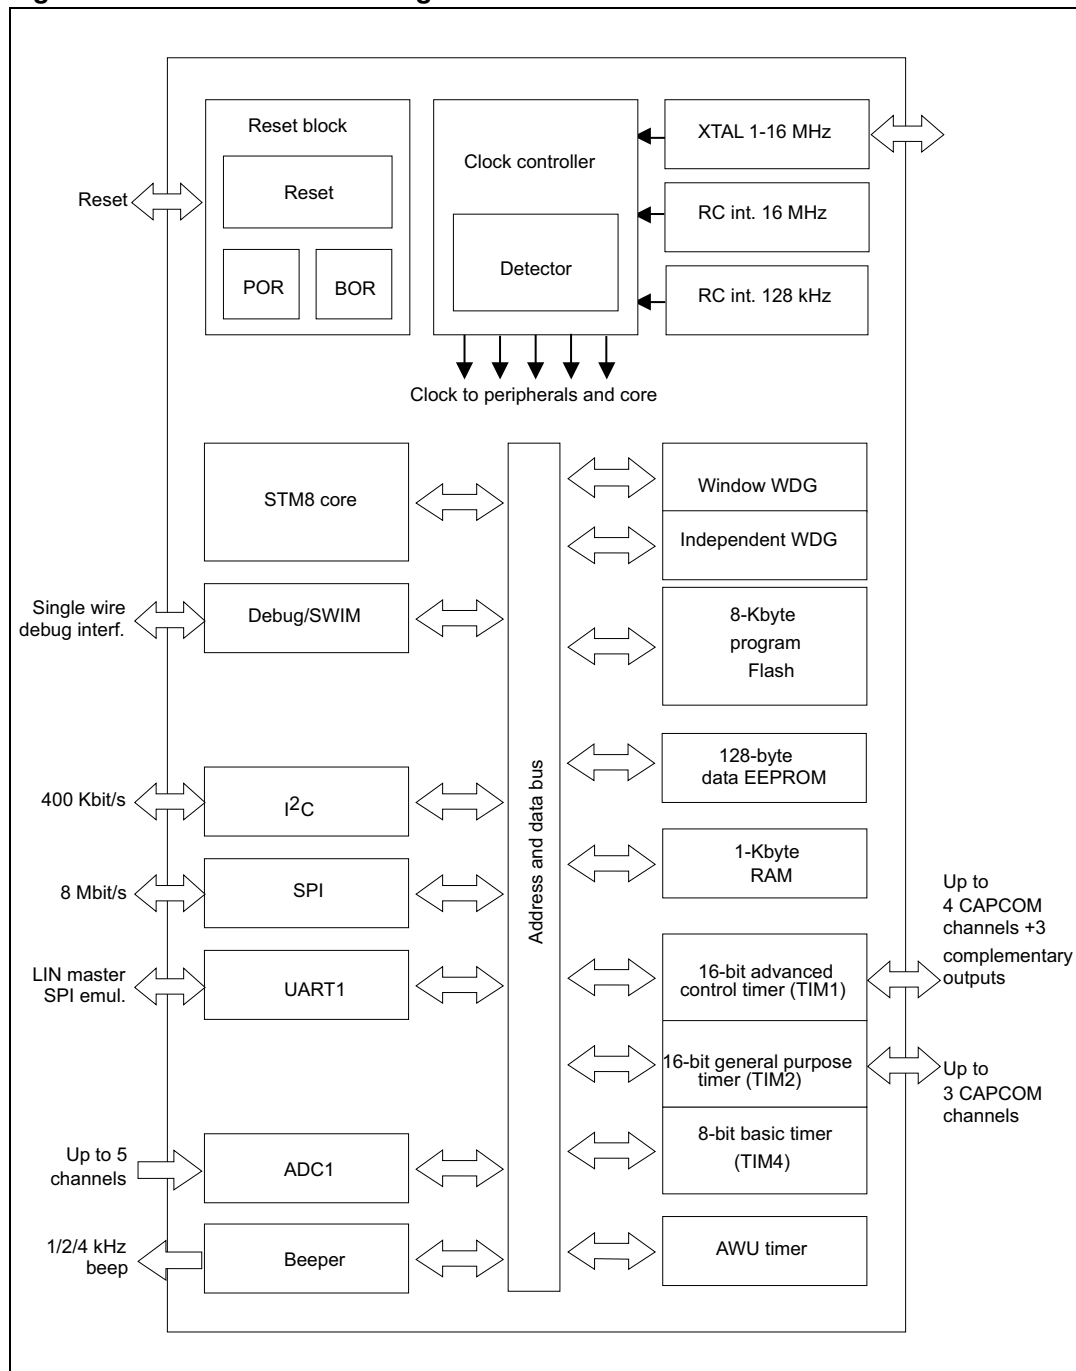 Reset block
Reset
POR
BOR
Reset
Clock controller
Detector
XTAL 1-16 MHz
RC int. 16 MHz
RC int. 128 kHz
Clock to peripherals and core
STM8 core
Single wire
debug interf.
Debug/SWIM
400 Kbit/s
I2C
8 Mbit/s
SPI
LIN master
SPI emul.
UART1
Up to 5
channels
ADC1
1/2/4 kHz
beep
Beeper
Address and data bus
Window WDG
Independent WDG
8-Kbyte
program
Flash
128-byte
data EEPROM
1-Kbyte
RAM
16-bit advanced
control timer (TIM1)
Up to
4 CAPCOM
channels +3
complementary
outputs
16-bit general purpose
timer (TIM2)
Up to
3 CAPCOM
channels
8-bit basic timer
(TIM4)
AWU timer